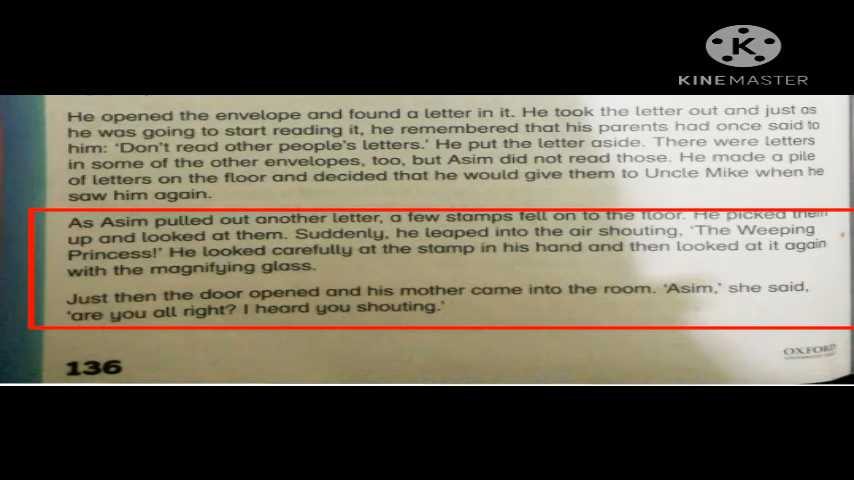 K
KINEMASTER
He opened the envelope and found a letter in it. He took the letter out and just as
he was going to start reading it, he remembered that his parents had once said to
him: 'Don't read other people's letters.' He put the letter aside. There were letters
in some of the other envelopes, too, but Asim did not read those. He made a pile
of letters on the floor and decided that he would give them to Uncle Mike when he
saw him again.
As Asim pulled out another letter, a few stamps fell on to the floor. He picked them
up and looked at them. Suddenly, he leaped into the air shouting, 'The Weeping
Princess!' He looked carefully at the stamp in his hand and then looked at it again
with the magnifying glass.
Just then the door opened and his mother came into the room. 'Asim,' she said,
'are you all right? I heard you shouting.'
136
OXFORD